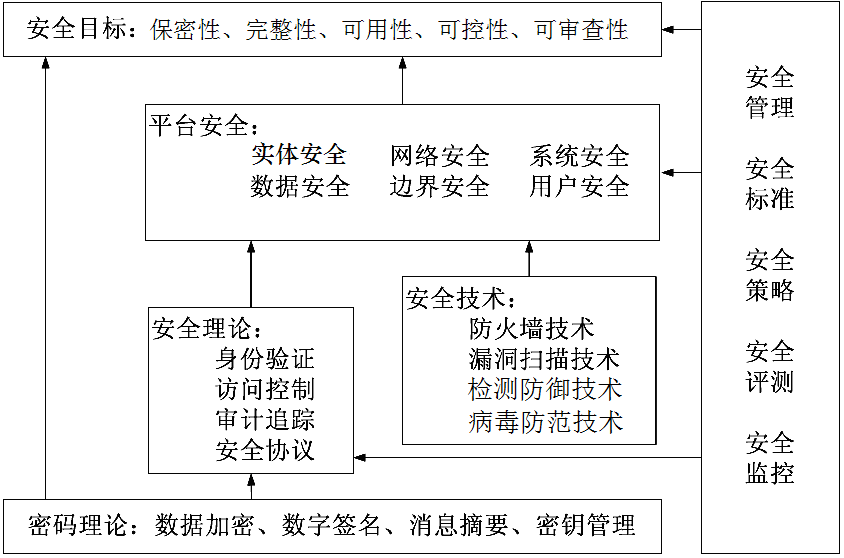 安全目标：保密性、完整性、可用性、可控性、可审查性
平台安全：
实体安全 网络安全 系统安全
数据安全 边界安全 用户安全
安全理论：
身份验证
访问控制
审计追踪
安全协议
安全技术：
防火墙技术
漏洞扫描技术
检测防御技术
病毒防范技术
密码理论：数据加密、数字签名、消息摘要、密钥管理
安全
管理
安全
标准
安全
策略
安全
评测
安全
监控